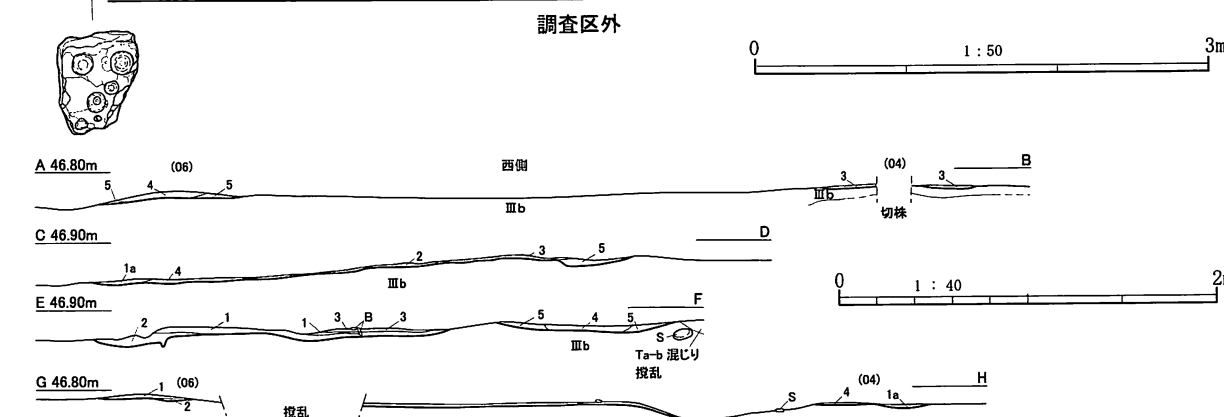 調査区外
0 1:50 3m
A 46.80m (06) 西側 (04) B
5 4 5 3 3
Ⅲb Ⅲb 切株
C 46.90m D
1a 4 2 3 5
Ⅲb
0 1 : 40
E 46.90m F
2 1 1 3 B 3 5 4 5
Ⅲb S
Ta-b 混じり
撹乱
G 46.80m 1 (06) 2 撹乱 S 4 (04) 1a H